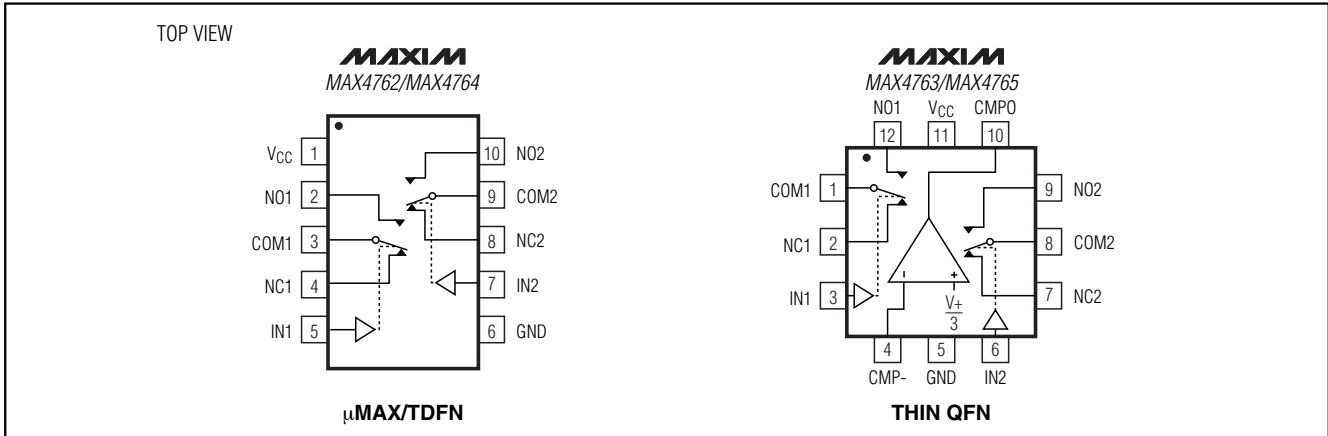 TOP VIEW
MAXIM
MAX4762/MAX4764
VCC 1
NO1 2
COM1 3
NC1 4
IN1 5
10 NO2
9 COM2
8 NC2
7 IN2
6 GND
µMAX/TDFN
MAXIM
MAX4763/MAX4765
NO1 VCC CMPO
12 11 10
COM1 1
NC1 2
IN1 3
9 NO2
8 COM2
7 NC2
- +
V+
3
4 5 6
CMP- GND IN2
THIN QFN